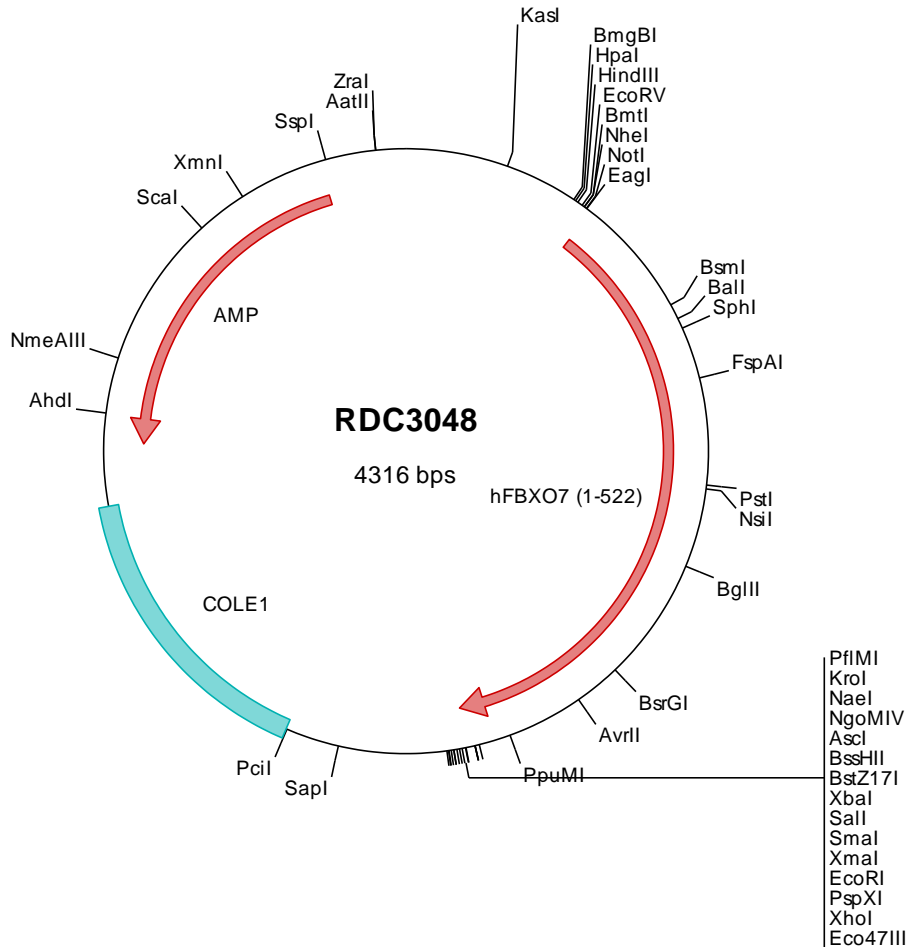 KasI
BmgBI
HpaI
HindIII
EcoRV
BmtI
NheI
NotI
EagI
ZraI
AatII
SspI
XmnI
ScaI
BsmI
BalI
SphI
AMP
NmeAIII
FspAI
AhdI
RDC3048
4316 bps
hFBXO7 (1-522)
PstI
NsiI
BglII
COLE1
BsrGI
AvrII
PpuMI
PciI
SapI
PflMI
KroI
NaeI
NgoMIV
AscI
BssHII
BstZ17I
XbaI
SalI
SmaI
XmaI
EcoRI
PspXI
XhoI
Eco47III